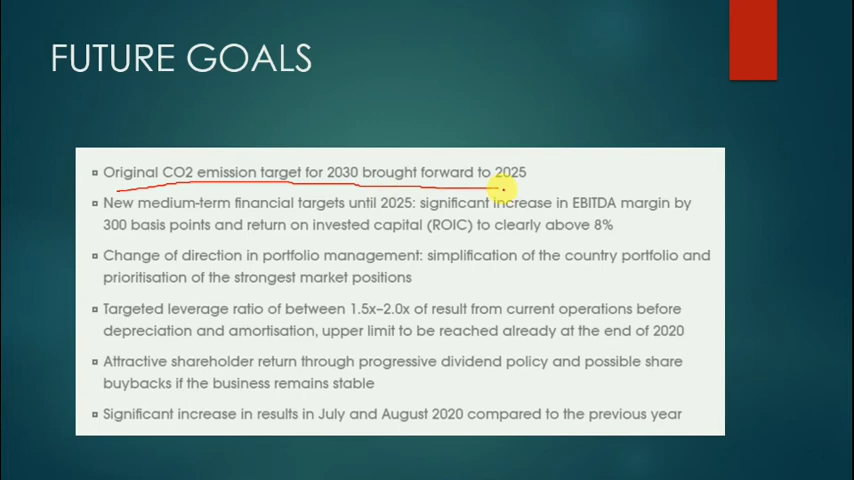 FUTURE GOALS
▫ Original CO2 emission target for 2030 brought forward to 2025
▫ New medium-term financial targets until 2025: significant increase in EBITDA margin by
300 basis points and return on invested capital (ROIC) to clearly above 8%
▫ Change of direction in portfolio management: simplification of the country portfolio and
prioritisation of the strongest market positions
▫ Targeted leverage ratio of between 1.5x–2.0x of result from current operations before
depreciation and amortisation, upper limit to be reached already at the end of 2020
▫ Attractive shareholder return through progressive dividend policy and possible share
buybacks if the business remains stable
▫ Significant increase in results in July and August 2020 compared to the previous year